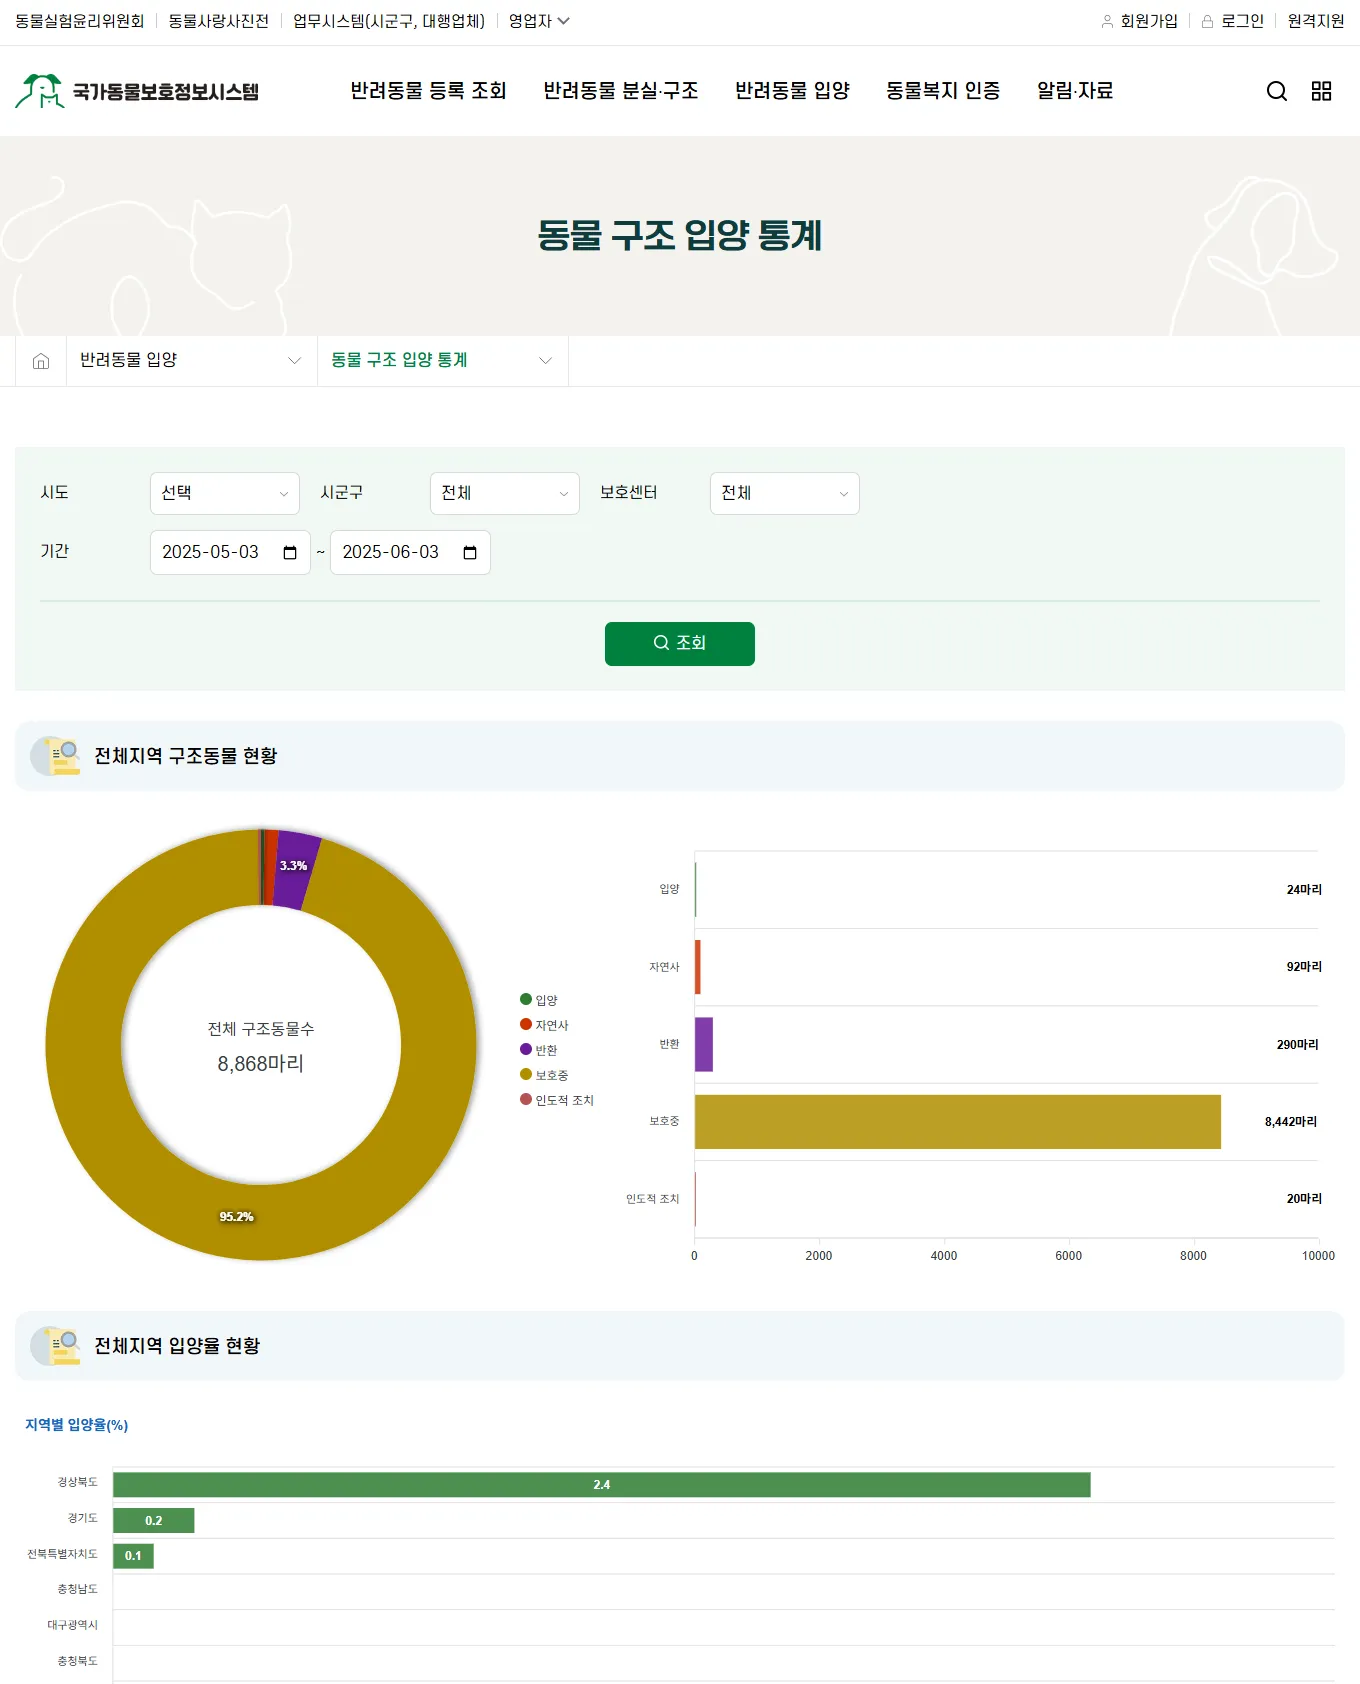 동물실험윤리위원회 동물사랑사진전 업무시스템(시군구, 대행업체) 영업자 회원가입 로그인 원격지원
국가동물보호정보시스템 반려동물 등록 조회 반려동물 분실·구조 반려동물 입양 동물복지 인증 알림·자료
동물 구조 입양 통계
반려동물 입양 동물 구조 입양 통계
시도 선택 시군구 전체 보호센터 전체
기간 2025-05-03 ~ 2025-06-03
조회
전체지역 구조동물 현황
3.3%
전체 구조동물수
8,868마리
95.2%
입양
자연사
반환
보호중
인도적 조치
입양 24마리
자연사 92마리
반환 290마리
보호중 8,442마리
인도적 조치 20마리
0 2000 4000 6000 8000 10000
전체지역 입양율 현황
지역별 입양율(%)
경상북도 2.4
경기도 0.2
전북특별자치도 0.1
충청남도
대구광역시
충청북도